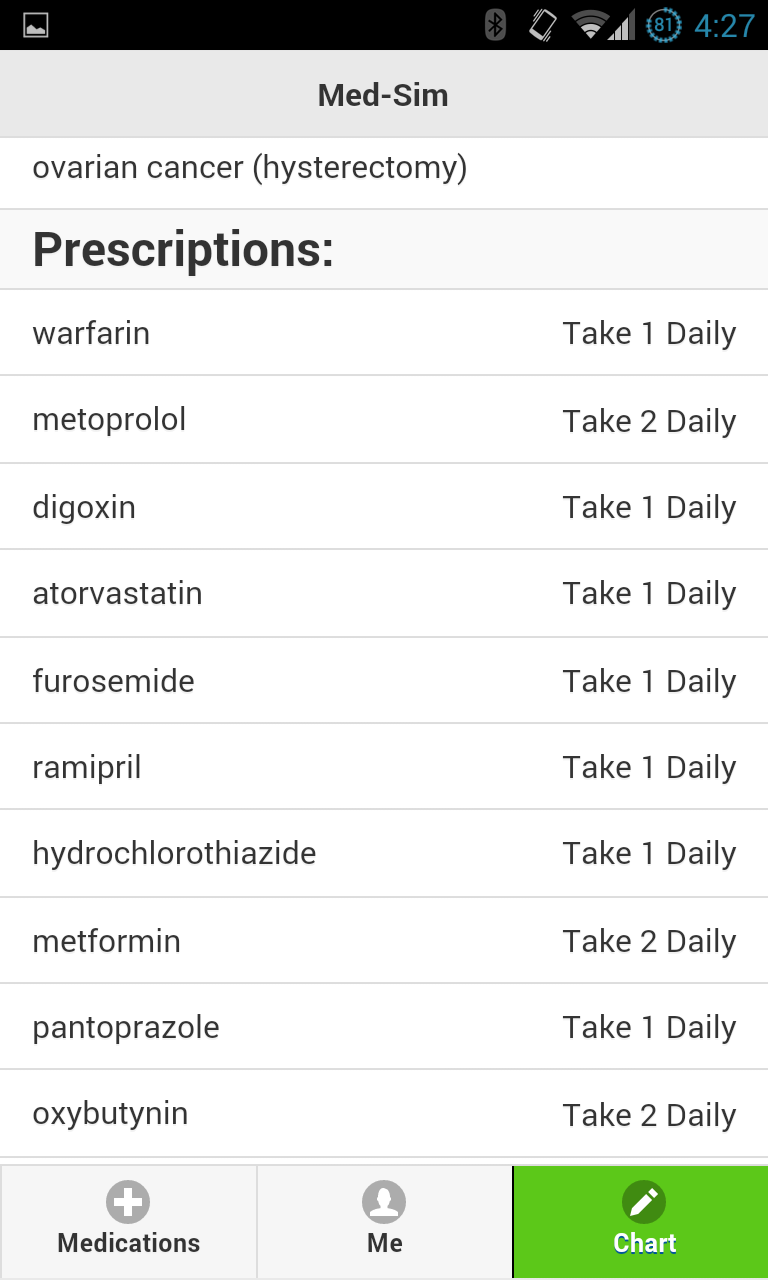 81 4:27
Med-Sim
ovarian cancer (hysterectomy)
Prescriptions:
warfarin Take 1 Daily
metoprolol Take 2 Daily
digoxin Take 1 Daily
atorvastatin Take 1 Daily
furosemide Take 1 Daily
ramipril Take 1 Daily
hydrochlorothiazide Take 1 Daily
metformin Take 2 Daily
pantoprazole Take 1 Daily
oxybutynin Take 2 Daily
Medications Me Chart